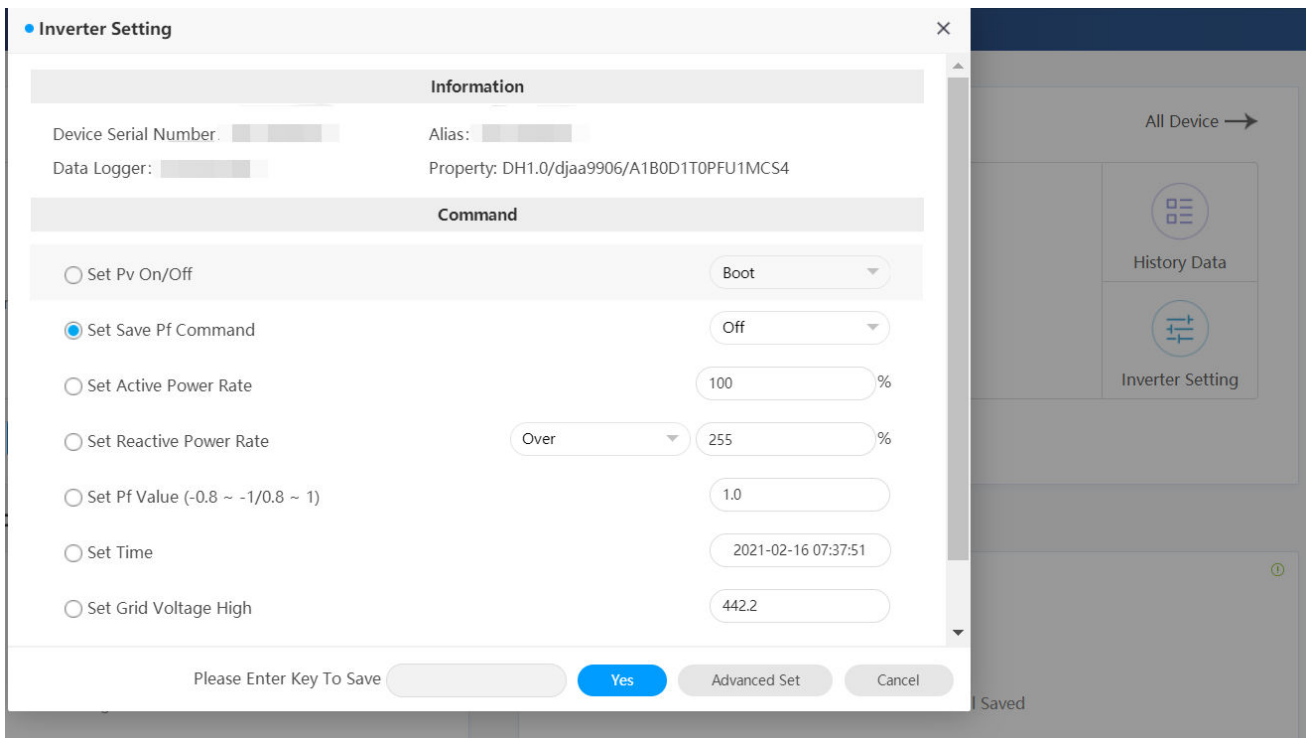 Inverter Setting
Information
Device Serial Number:
Alias:
Data Logger:
Property: DH1.0/djaa9906/A1B0D1T0PFU1MCS4
Command
Set Pv On/Off Boot
Set Save Pf Command Off
Set Active Power Rate 100 %
Set Reactive Power Rate Over 255 %
Set Pf Value (-0.8 ~ -1/0.8 ~ 1) 1.0
Set Time 2021-02-16 07:37:51
Set Grid Voltage High 442.2
Please Enter Key To Save Yes Advanced Set Cancel
All Device
History Data
Inverter Setting
Saved